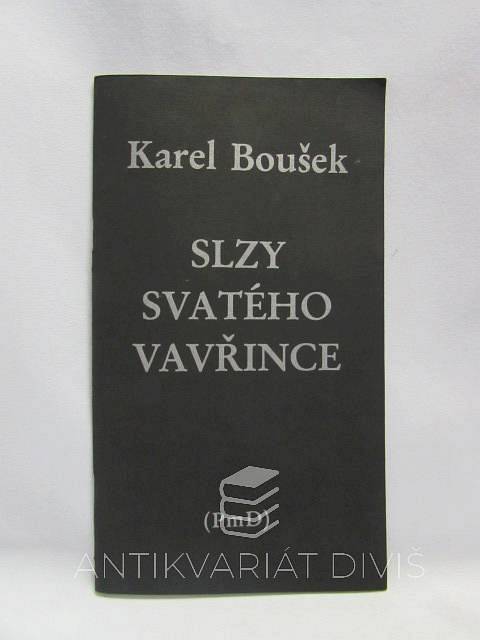 Karel Boušek
SLZY
SVATÉHO
VAVŘINCE
(PmD)
ANTIKVARIÁT DIVIŠ